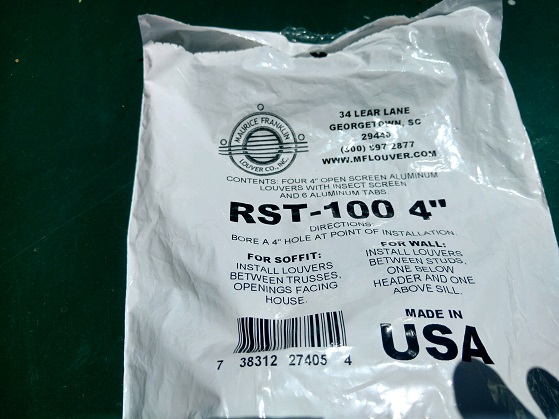 MAURICE FRANKLIN
LOUVER CO., INC.
34 LEAR LANE
GEORGETOWN, SC
29440
(800) 697 2877
WWW.MFLOUVER.COM
CONTENTS: FOUR 4" OPEN SCREEN ALUMINUM
LOUVERS WITH INSECT SCREEN
AND 6 ALUMINUM TABS.
RST-100 4"
DIRECTIONS:
BORE A 4" HOLE AT POINT OF INSTALLATION.
FOR SOFFIT:
INSTALL LOUVERS
BETWEEN TRUSSES,
OPENINGS FACING
HOUSE.
FOR WALL:
INSTALL LOUVERS
BETWEEN STUDS,
ONE BELOW
HEADER AND ONE
ABOVE SILL.
7 38312 27405 4
MADE IN
USA